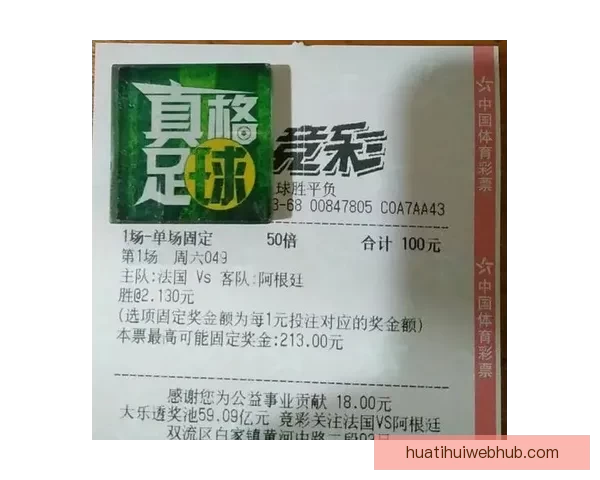 真格
足球
竞彩
球胜平负
3-68 00847805 C0A7AA43
1场-单场固定 50倍 合计 100元
第1场 周六049
主队:法国 Vs 客队:阿根廷
胜@2.130元
(选项固定奖金额为每1元投注对应的奖金额)
本票最高可能固定奖金:213.00元
感谢您为公益事业贡献 18.00元
大乐透奖池59.09亿元 竞彩关注法国VS阿根廷
双流区白家镇黄河中路二段
中国体育彩票
中国体育彩票
huatihuiwebhub.com